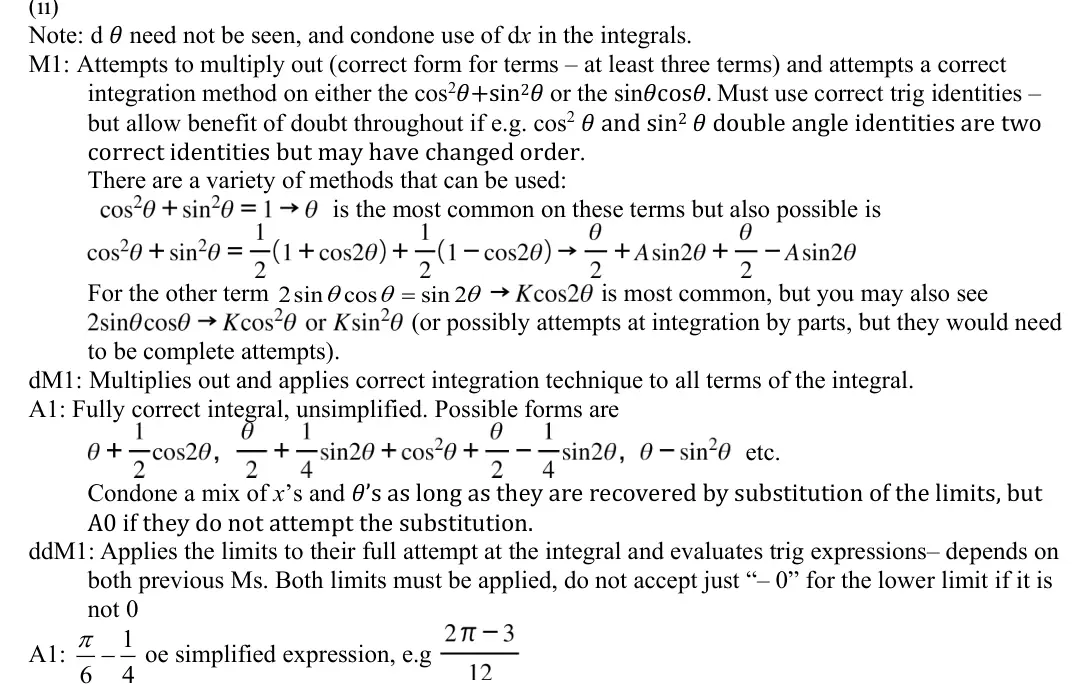 (ii)
Note: d θ need not be seen, and condone use of dx in the integrals.
M1: Attempts to multiply out (correct form for terms – at least three terms) and attempts a correct
integration method on either the cos²θ+sin²θ or the sinθcosθ. Must use correct trig identities –
but allow benefit of doubt throughout if e.g. cos² θ and sin² θ double angle identities are two
correct identities but may have changed order.
There are a variety of methods that can be used:
cos²θ + sin²θ = 1 → θ is the most common on these terms but also possible is
cos²θ + sin²θ = 1/2(1 + cos2θ) + 1/2(1 − cos2θ) → θ/2 + Asin2θ + θ/2 − Asin2θ
For the other term 2 sin θ cos θ = sin 2θ → Kcos2θ is most common, but you may also see
2sinθcosθ → Kcos²θ or Ksin²θ (or possibly attempts at integration by parts, but they would need
to be complete attempts).
dM1: Multiplies out and applies correct integration technique to all terms of the integral.
A1: Fully correct integral, unsimplified. Possible forms are
θ + 1/2 cos2θ, θ/2 + 1/4 sin2θ + cos²θ + θ/2 − 1/4 sin2θ, θ − sin²θ etc.
Condone a mix of x's and θ's as long as they are recovered by substitution of the limits, but
A0 if they do not attempt the substitution.
ddM1: Applies the limits to their full attempt at the integral and evaluates trig expressions– depends on
both previous Ms. Both limits must be applied, do not accept just “– 0” for the lower limit if it is
not 0
A1: π/6 − 1/4 oe simplified expression, e.g (2π − 3)/12